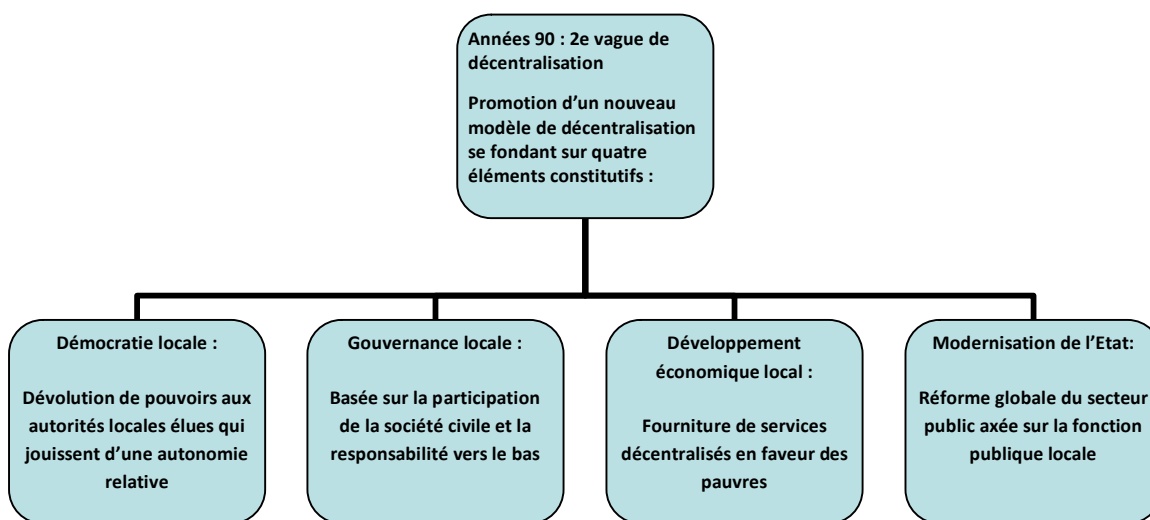 Années 90 : 2e vague de
décentralisation
Promotion d’un nouveau
modèle de décentralisation
se fondant sur quatre
éléments constitutifs :
Démocratie locale :
Dévolution de pouvoirs aux
autorités locales élues qui
jouissent d’une autonomie
relative
Gouvernance locale :
Basée sur la participation
de la société civile et la
responsabilité vers le bas
Développement
économique local :
Fourniture de services
décentralisés en faveur des
pauvres
Modernisation de l’Etat:
Réforme globale du secteur
public axée sur la fonction
publique locale